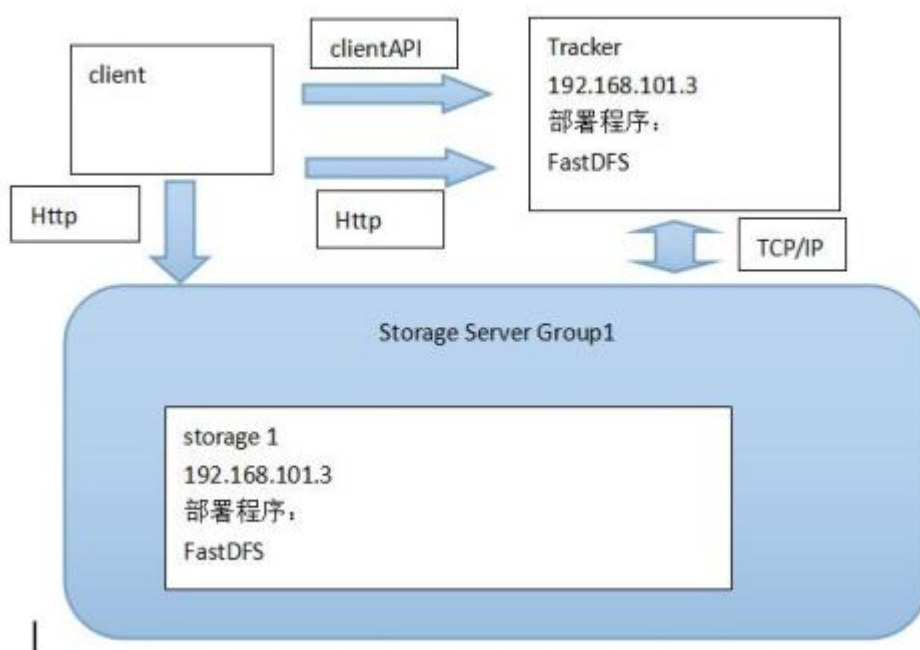 client
clientAPI
Tracker
192.168.101.3
部署程序：
FastDFS
Http
Http
TCP/IP
Storage Server Group1
storage 1
192.168.101.3
部署程序：
FastDFS